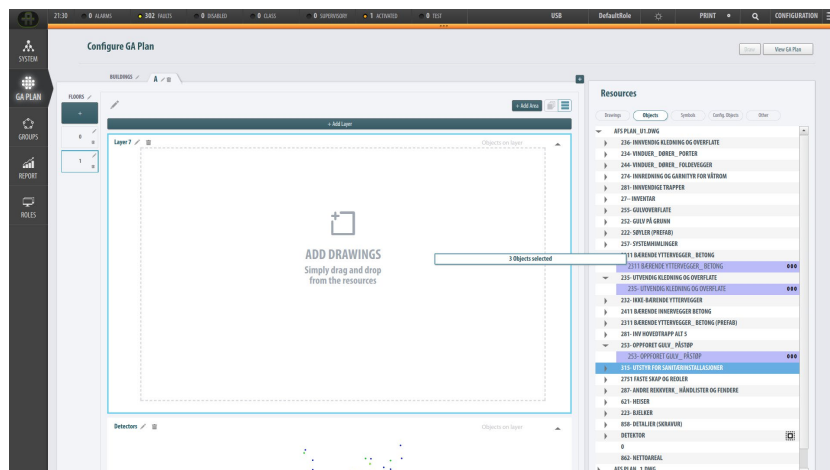 21:30 0 ALARMS 302 FAULTS 0 DISABLED 0 CLASS 0 SUPERVISORY 1 ACTIVATED 0 TEST USB DefaultRole PRINT CONFIGURATION
SYSTEM
GA PLAN
GROUPS
REPORT
ROLES
Configure GA Plan
View GA Plan
BUILDINGS A
FLOORS
0
1
+ Add Area
+ Add Layer
Layer 7 Objects on layer
ADD DRAWINGS
Simply drag and drop
from the resources
3 Objects selected
Detectors Objects on layer
Resources
Drawings Objects Symbols Config. Objects Other
AFS PLAN_U1.DWG
236- INNVENDIG KLEDNING OG OVERFLATE
234- VINDUER_ DØRER_ PORTER
244- VINDUER_ DØRER_ FOLDEVEGGER
274- INNREDNING OG GARNITYR FOR VÅTROM
281- INNVENDIGE TRAPPER
27-- INVENTAR
255- GULVOVERFLATE
252- GULV PÅ GRUNN
222- SØYLER (PREFAB)
257- SYSTEMHIMLINGER
2311 BÆRENDE YTTERVEGGER_ BETONG
2311 BÆRENDE YTTERVEGGER_ BETONG
235- UTVENDIG KLEDNING OG OVERFLATE
235- UTVENDIG KLEDNING OG OVERFLATE
232- IKKE-BÆRENDE YTTERVEGGER
2411 BÆRENDE INNERVEGGER BETONG
2311 BÆRENDE YTTERVEGGER_ BETONG (PREFAB)
281- INV HOVEDTRAPP ALT 5
253- OPPFORET GULV_ PÅSTØP
253- OPPFORET GULV_ PÅSTØP
315- UTSTYR FOR SANITÆRINSTALLASJONER
2751 FASTE SKAP OG REOLER
287- ANDRE REKKVERK_ HÅNDLISTER OG FENDERE
621- HEISER
223- BJELKER
858- DETALJER (SKRAVUR)
DETEKTOR
0
862- NETTOAREAL
AFS PLAN_1.DWG